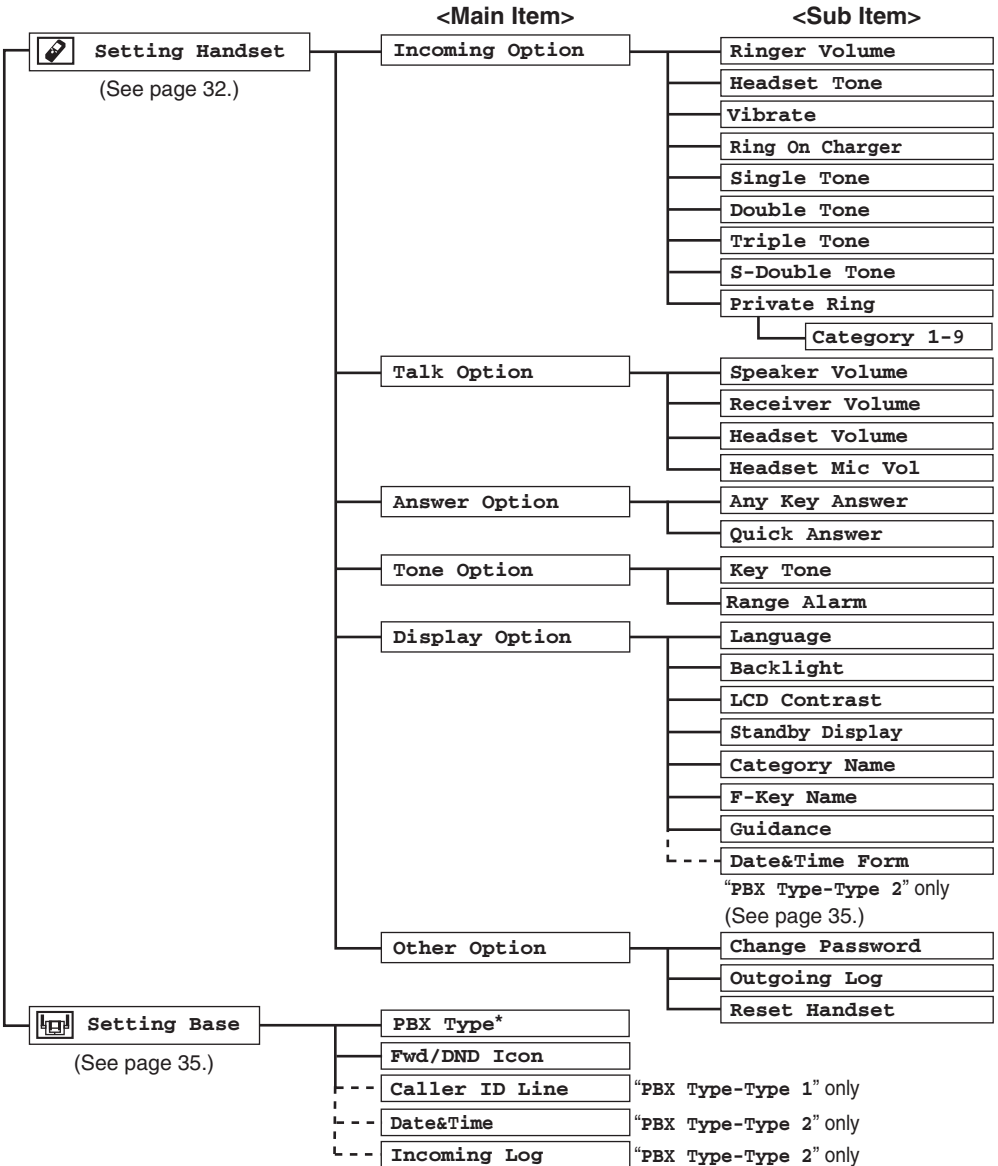 <Main Item> <Sub Item>
Setting Handset
(See page 32.)
Incoming Option
Ringer Volume
Headset Tone
Vibrate
Ring On Charger
Single Tone
Double Tone
Triple Tone
S-Double Tone
Private Ring
Category 1-9
Talk Option
Speaker Volume
Receiver Volume
Headset Volume
Headset Mic Vol
Answer Option
Any Key Answer
Quick Answer
Tone Option
Key Tone
Range Alarm
Display Option
Language
Backlight
LCD Contrast
Standby Display
Category Name
F-Key Name
Guidance
Date&Time Form
“PBX Type-Type 2” only
(See page 35.)
Other Option
Change Password
Outgoing Log
Reset Handset
Setting Base
(See page 35.)
PBX Type*
Fwd/DND Icon
Caller ID Line “PBX Type-Type 1” only
Date&Time “PBX Type-Type 2” only
Incoming Log “PBX Type-Type 2” only